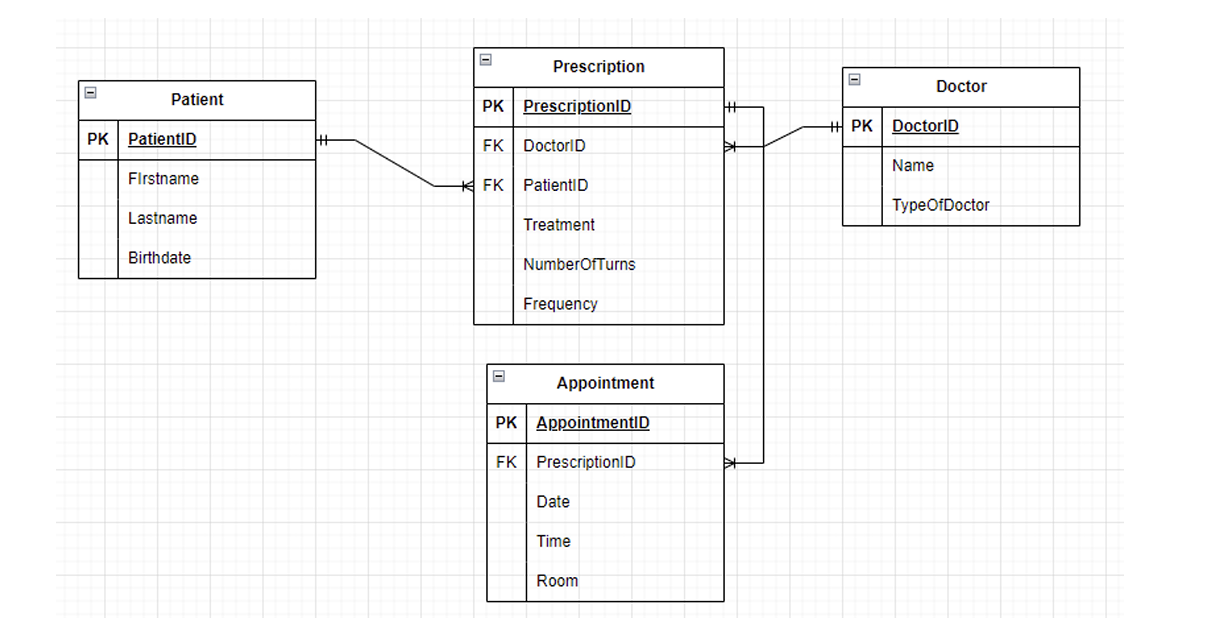 Patient
PK PatientID
FIrstname
Lastname
Birthdate
Prescription
PK PrescriptionID
FK DoctorID
FK PatientID
Treatment
NumberOfTurns
Frequency
Doctor
PK DoctorID
Name
TypeOfDoctor
Appointment
PK AppointmentID
FK PrescriptionID
Date
Time
Room